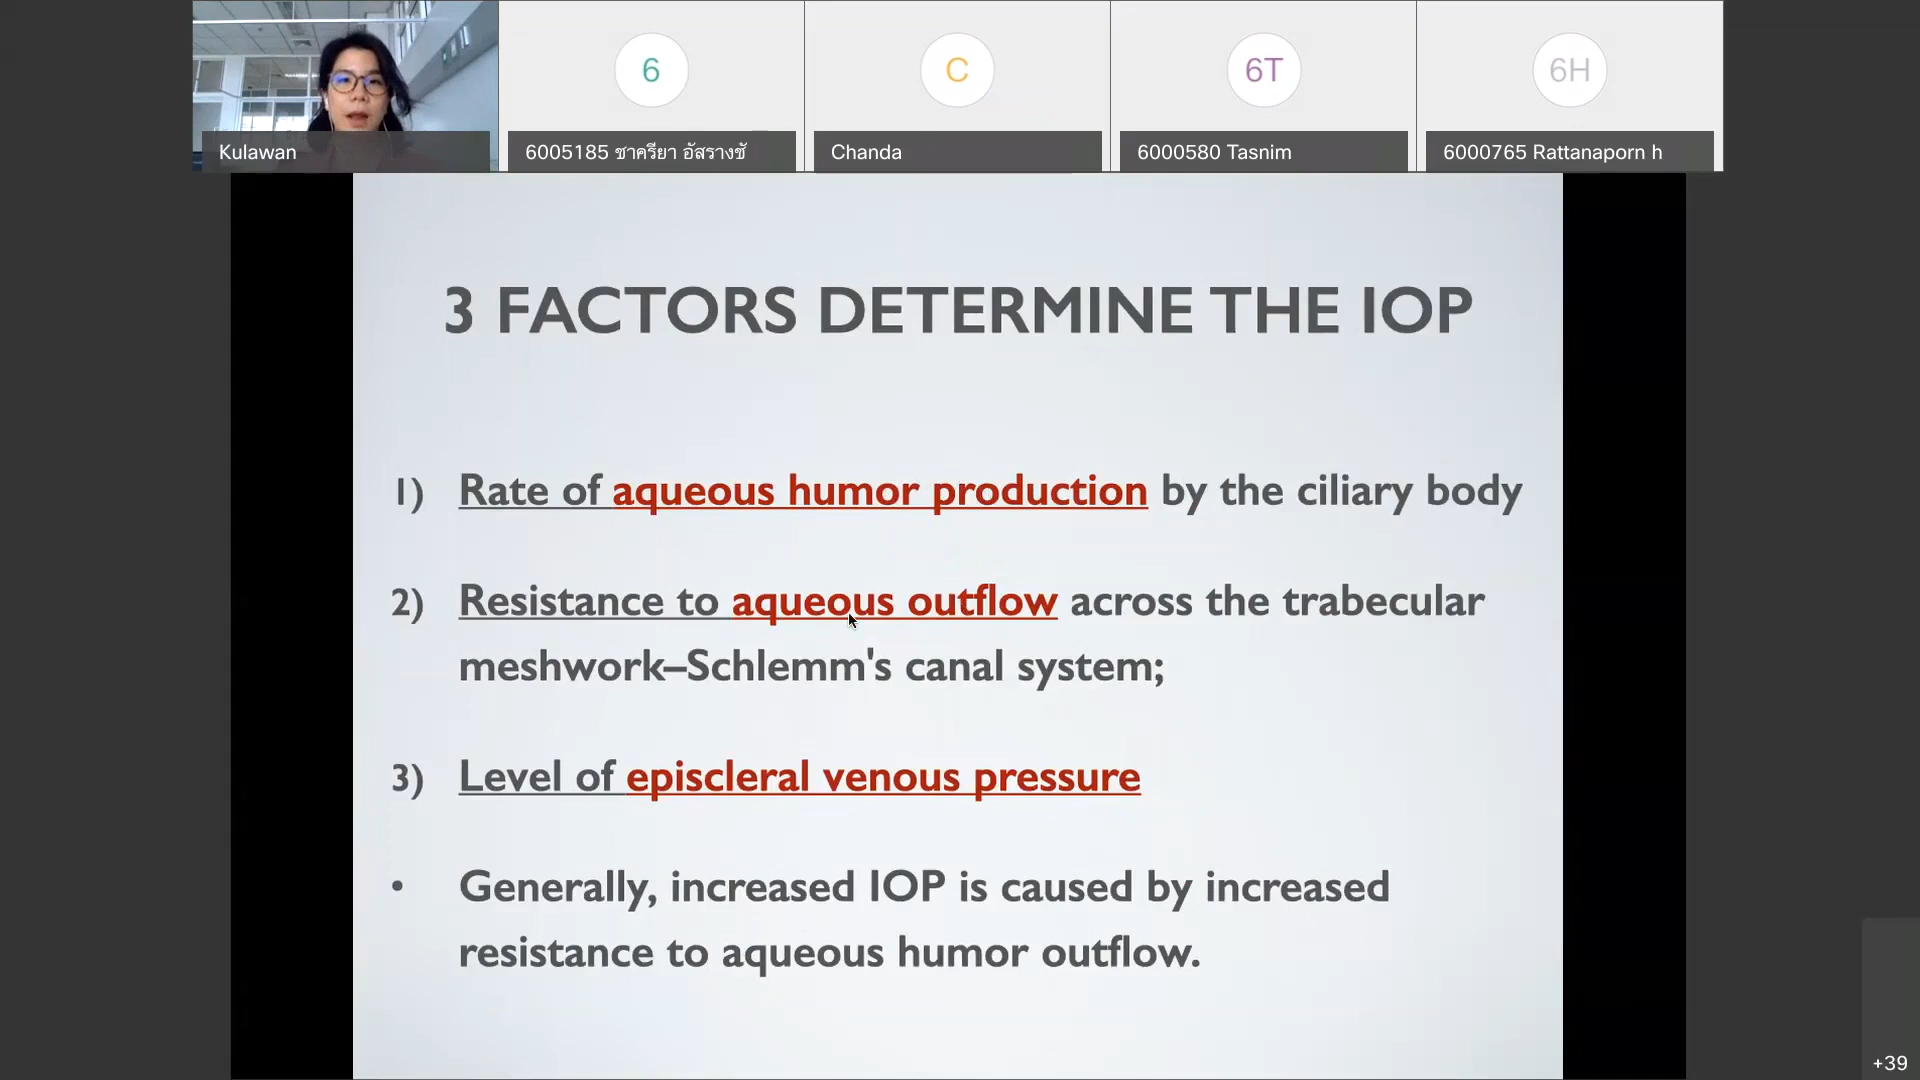 6
C
6T
6H
Kulawan
6005185 ชาครียา อัสรางชั
Chanda
6000580 Tasnim
6000765 Rattanaporn h
3 FACTORS DETERMINE THE IOP
1) Rate of aqueous humor production by the ciliary body
2) Resistance to aqueous outflow across the trabecular
meshwork–Schlemm's canal system;
3) Level of episcleral venous pressure
• Generally, increased IOP is caused by increased
resistance to aqueous humor outflow.
+39